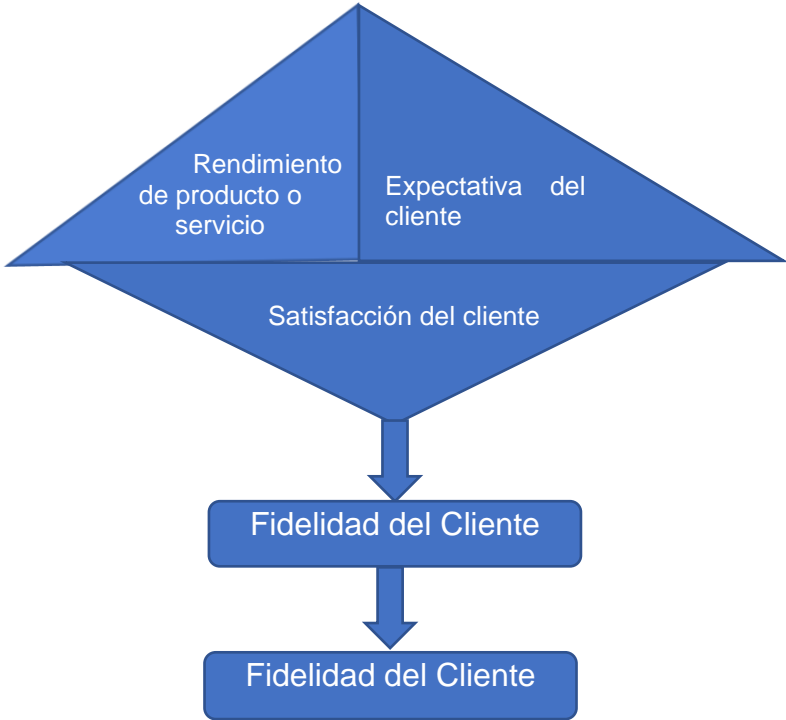 Rendimiento
de producto o
servicio
Expectativa del
cliente
Satisfacción del cliente
Fidelidad del Cliente
Fidelidad del Cliente